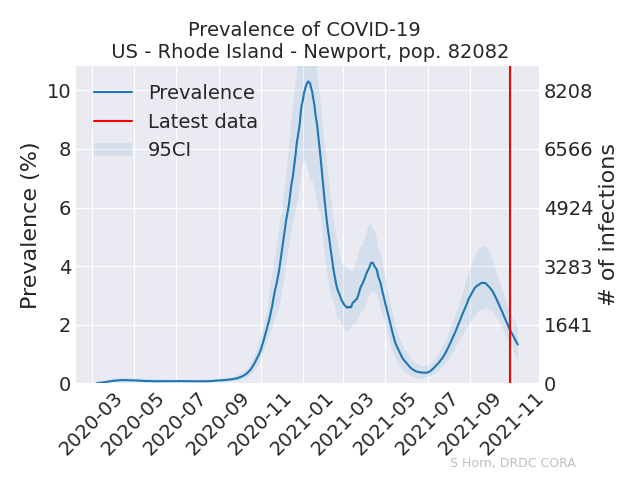 Prevalence of COVID-19
US - Rhode Island - Newport, pop. 82082
Prevalence (%)
10
8
6
4
2
0
Prevalence
Latest data
95CI
8208
6566
4924
3283
1641
0
# of infections
2020-03
2020-05
2020-07
2020-09
2020-11
2021-01
2021-03
2021-05
2021-07
2021-09
2021-11
S Horn, DRDC CORA